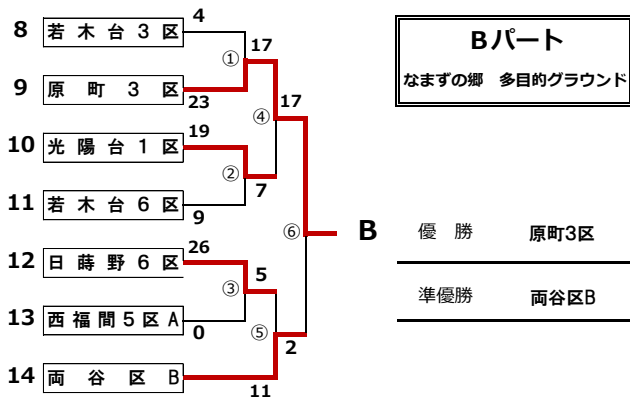 4
8 若木台3区
① 17
9 原町3区
23
17
④
19
10 光陽台1区
②
7
11 若木台6区
9
⑥
26
12 日蒔野6区
5
③
13 西福間5区A
0
⑤
2
14 両谷区B
11
Bパート
なまずの郷 多目的グラウンド
B
優勝 原町3区
準優勝 両谷区B